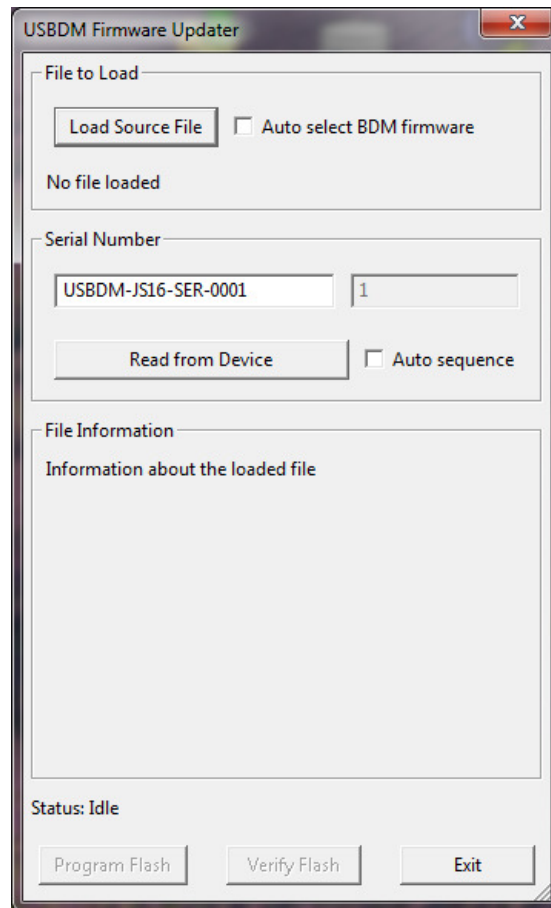 USBDM Firmware Updater
File to Load
Load Source File Auto select BDM firmware
No file loaded
Serial Number
USBDM-JS16-SER-0001 1
Read from Device Auto sequence
File Information
Information about the loaded file
Status: Idle
Program Flash Verify Flash Exit